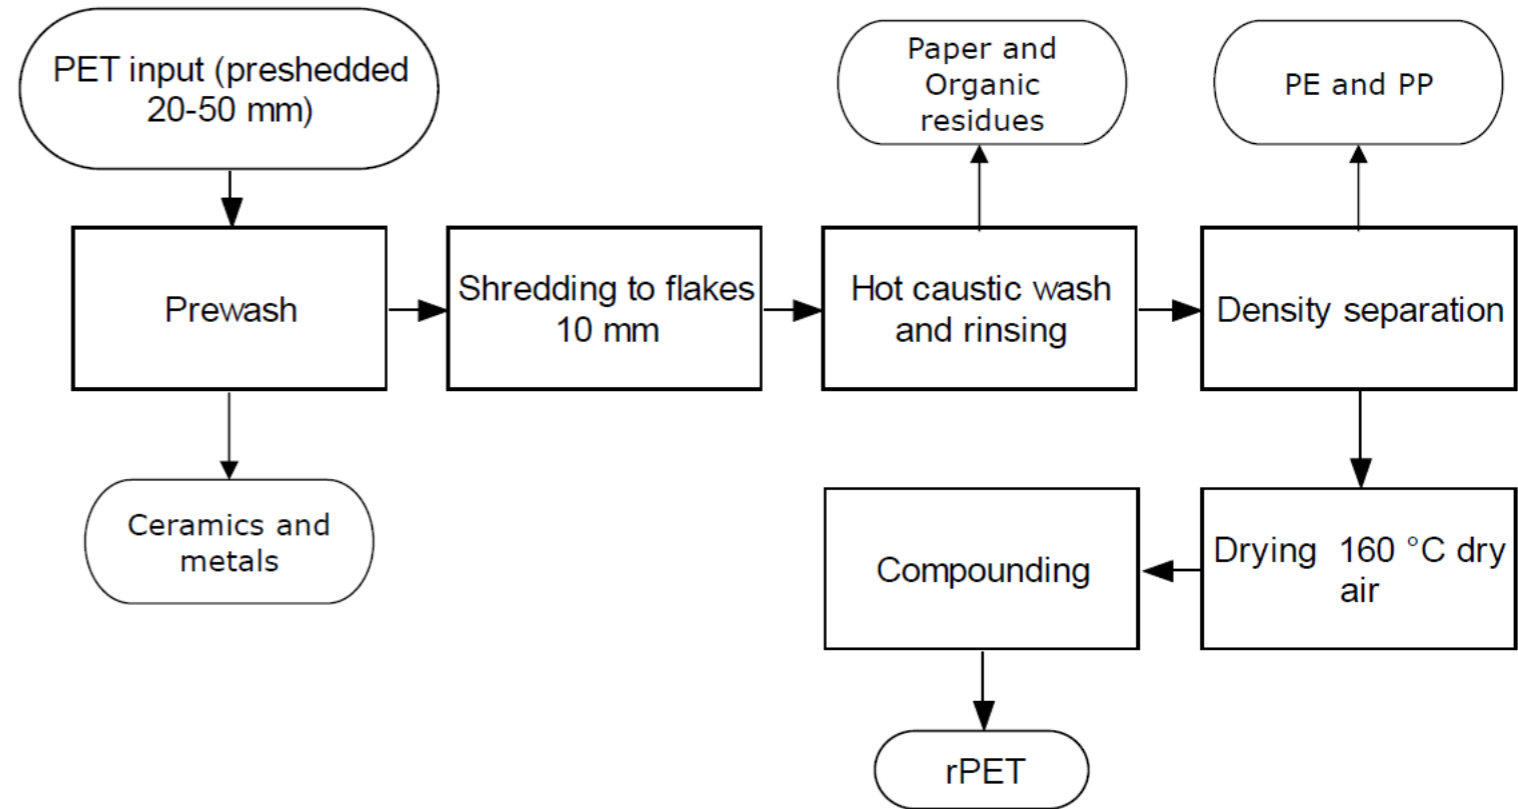 PET input (preshedded
20-50 mm)
Paper and
Organic
residues
PE and PP
Prewash
Shredding to flakes
10 mm
Hot caustic wash
and rinsing
Density separation
Ceramics and
metals
Compounding
Drying  160 °C dry
air
rPET